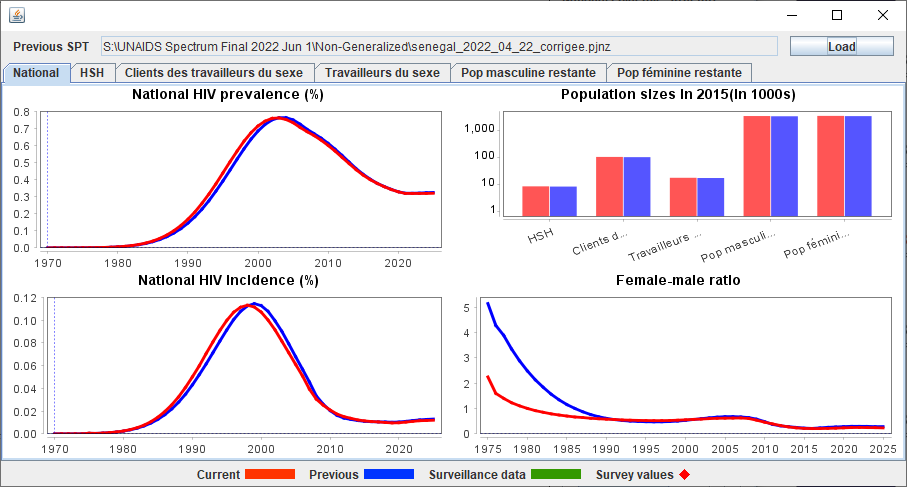 Previous SPT S:\UNAIDS Spectrum Final 2022 Jun 1\Non-Generalized\senegal_2022_04_22_corrigee.pjnz Load
National HSH Clients des travailleurs du sexe Travailleurs du sexe Pop masculine restante Pop féminine restante
National HIV prevalence (%)
0.8
0.7
0.6
0.5
0.4
0.3
0.2
0.1
0.0
1970 1980 1990 2000 2010 2020
Population sizes in 2015(in 1000s)
1,000
100
10
1
HSH Clients d... Travailleurs ... Pop masculi... Pop fémini...
National HIV incidence (%)
0.12
0.10
0.08
0.06
0.04
0.02
0.00
1970 1980 1990 2000 2010 2020
Female-male ratio
5
4
3
2
1
0
1975 1980 1985 1990 1995 2000 2005 2010 2015 2020 2025
Current Previous Surveillance data Survey values